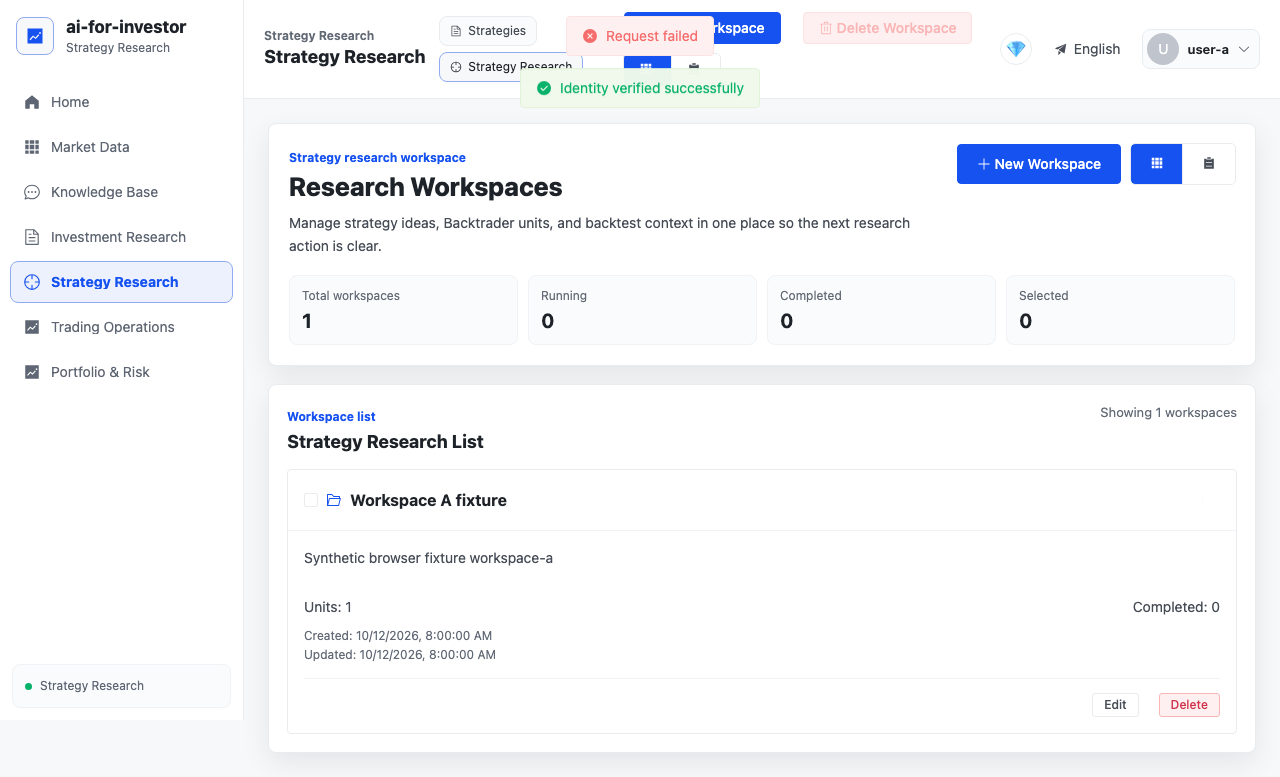 ai-for-investor
Strategy Research
Home
Market Data
Knowledge Base
Investment Research
Strategy Research
Trading Operations
Portfolio & Risk
Strategy Research
Strategy Research
Strategy Research
Strategies
Strategy Research
Request failed
Identity verified successfully
Delete Workspace
English
U
user-a
Strategy research workspace
Research Workspaces
Manage strategy ideas, Backtrader units, and backtest context in one place so the next research
action is clear.
New Workspace
Total workspaces
1
Running
0
Completed
0
Selected
0
Workspace list
Strategy Research List
Showing 1 workspaces
Workspace A fixture
Synthetic browser fixture workspace-a
Units: 1
Completed: 0
Created: 10/12/2026, 8:00:00 AM
Updated: 10/12/2026, 8:00:00 AM
Edit
Delete